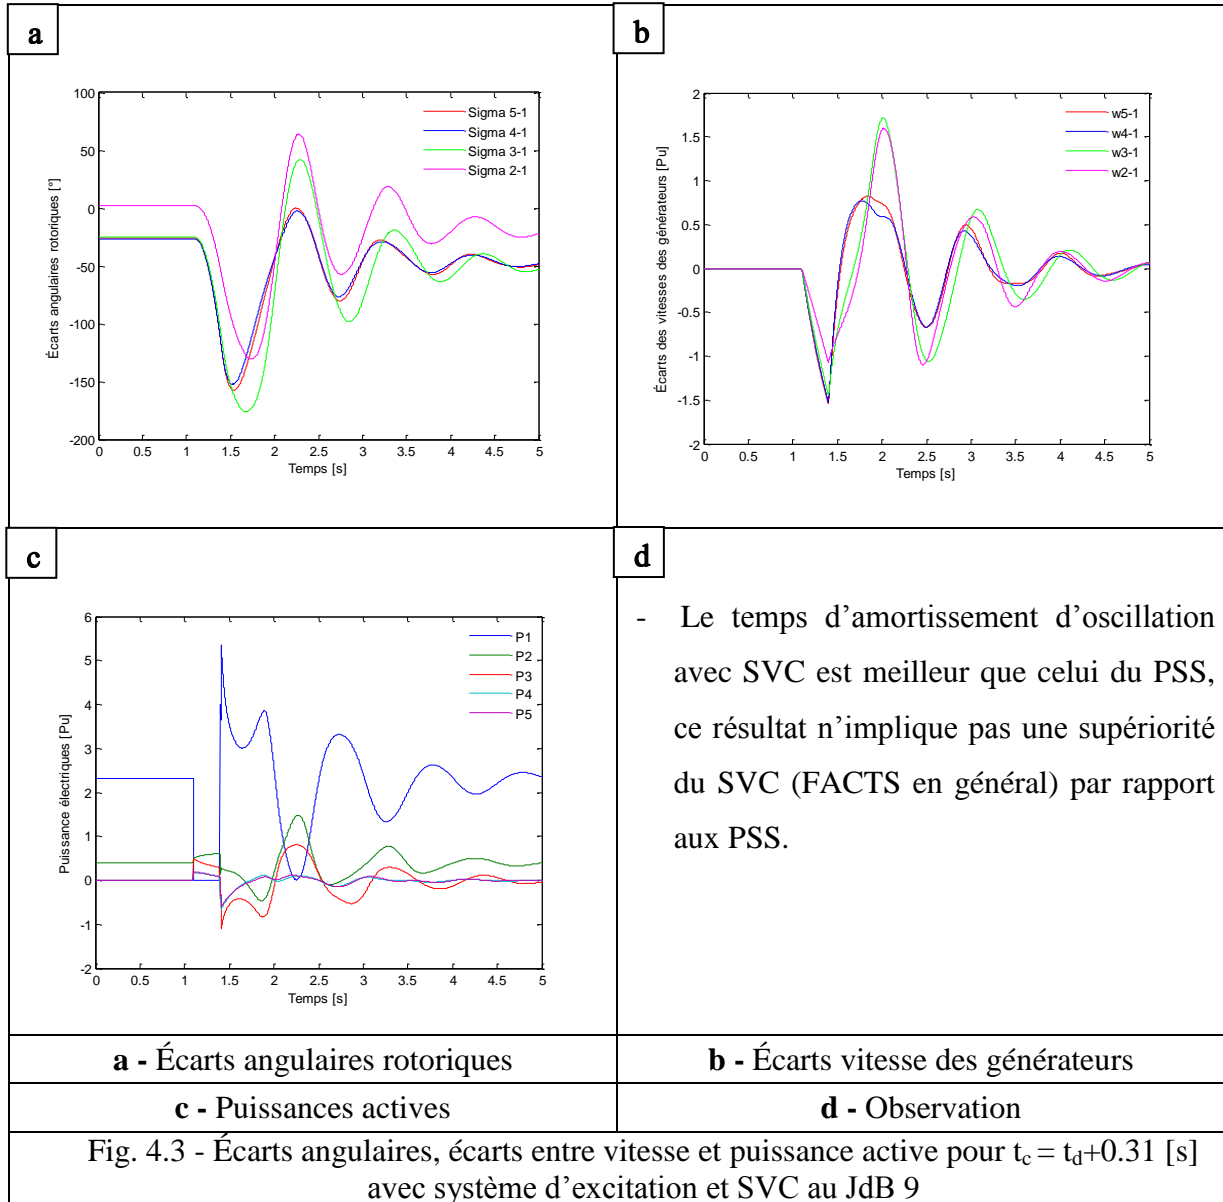 a
100
50
0
-50
-100
-150
-200
0 0.5 1 1.5 2 2.5 3 3.5 4 4.5 5
Temps [s]
Écarts angulaires rotoriques [°]
Sigma 5-1
Sigma 4-1
Sigma 3-1
Sigma 2-1
b
2
1.5
1
0.5
0
-0.5
-1
-1.5
-2
0 0.5 1 1.5 2 2.5 3 3.5 4 4.5 5
Temps [s]
Écarts des vitesses des générateurs [Pu]
w5-1
w4-1
w3-1
w2-1
c
6
5
4
3
2
1
0
-1
-2
0 0.5 1 1.5 2 2.5 3 3.5 4 4.5 5
Temps [s]
Puissance électriques [Pu]
P1
P2
P3
P4
P5
d
- Le temps d’amortissement d’oscillation
avec SVC est meilleur que celui du PSS,
ce résultat n’implique pas une supériorité
du SVC (FACTS en général) par rapport
aux PSS.
a - Écarts angulaires rotoriques
b - Écarts vitesse des générateurs
c - Puissances actives
d - Observation
Fig. 4.3 - Écarts angulaires, écarts entre vitesse et puissance active pour tc = td+0.31 [s]
avec système d’excitation et SVC au JdB 9